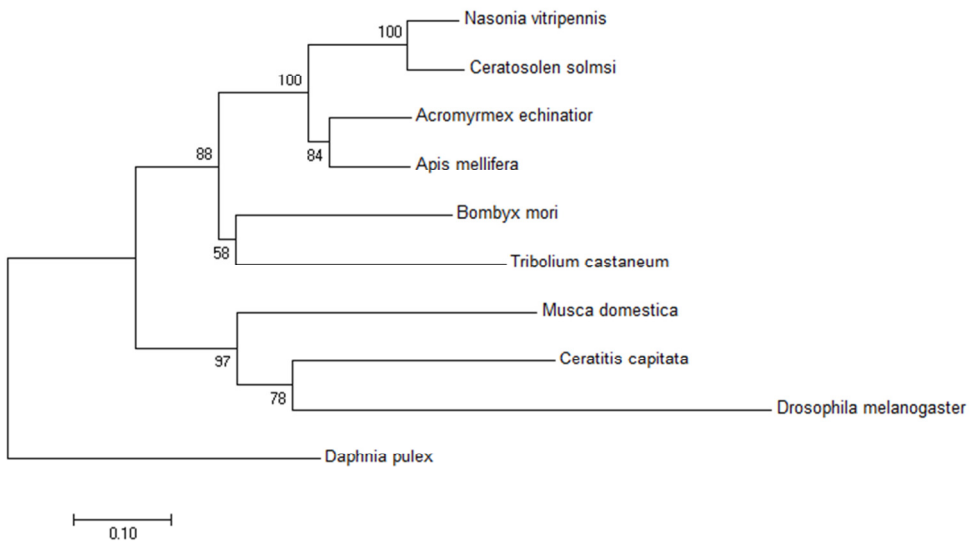 Nasonia vitripennis
100
Ceratosolen solmsi
100
Acromyrmex echinatior
84
Apis mellifera
88
Bombyx mori
58
Tribolium castaneum
Musca domestica
97
Ceratitis capitata
78
Drosophila melanogaster
Daphnia pulex
0.10